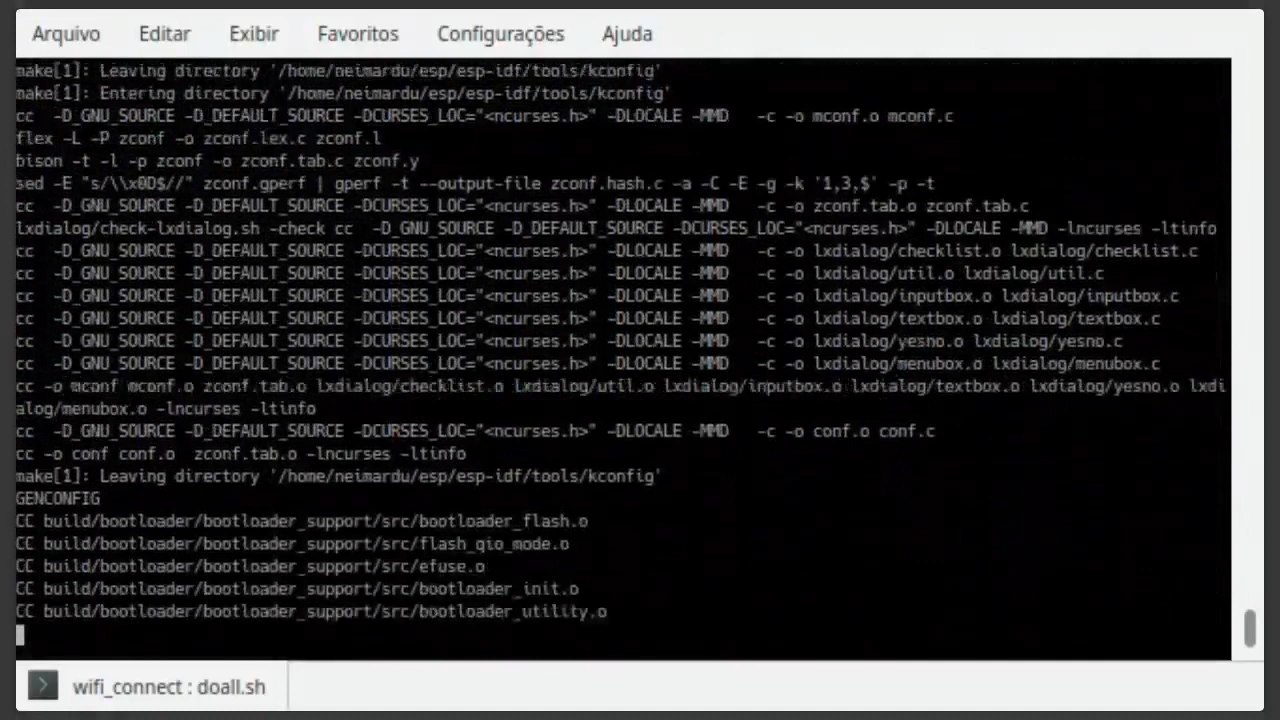 Arquivo Editar Exibir Favoritos Configurações Ajuda
make[1]: Leaving directory '/home/neimardu/esp/esp-idf/tools/kconfig'
make[1]: Entering directory '/home/neimardu/esp/esp-idf/tools/kconfig'
cc -D_GNU_SOURCE -D_DEFAULT_SOURCE -DCURSES_LOC="<ncurses.h>" -DLOCALE -MMD -c -o mconf.o mconf.c
flex -L -P zconf -o zconf.lex.c zconf.l
bison -t -l -p zconf -o zconf.tab.c zconf.y
sed -E "s/\\x0D$//" zconf.gperf | gperf -t --output-file zconf.hash.c -a -C -E -g -k '1,3,$' -p -t
cc -D_GNU_SOURCE -D_DEFAULT_SOURCE -DCURSES_LOC="<ncurses.h>" -DLOCALE -MMD -c -o zconf.tab.o zconf.tab.c
lxdialog/check-lxdialog.sh -check cc -D_GNU_SOURCE -D_DEFAULT_SOURCE -DCURSES_LOC="<ncurses.h>" -DLOCALE -MMD -lncurses -ltinfo
cc -D_GNU_SOURCE -D_DEFAULT_SOURCE -DCURSES_LOC="<ncurses.h>" -DLOCALE -MMD -c -o lxdialog/checklist.o lxdialog/checklist.c
cc -D_GNU_SOURCE -D_DEFAULT_SOURCE -DCURSES_LOC="<ncurses.h>" -DLOCALE -MMD -c -o lxdialog/util.o lxdialog/util.c
cc -D_GNU_SOURCE -D_DEFAULT_SOURCE -DCURSES_LOC="<ncurses.h>" -DLOCALE -MMD -c -o lxdialog/inputbox.o lxdialog/inputbox.c
cc -D_GNU_SOURCE -D_DEFAULT_SOURCE -DCURSES_LOC="<ncurses.h>" -DLOCALE -MMD -c -o lxdialog/textbox.o lxdialog/textbox.c
cc -D_GNU_SOURCE -D_DEFAULT_SOURCE -DCURSES_LOC="<ncurses.h>" -DLOCALE -MMD -c -o lxdialog/yesno.o lxdialog/yesno.c
cc -D_GNU_SOURCE -D_DEFAULT_SOURCE -DCURSES_LOC="<ncurses.h>" -DLOCALE -MMD -c -o lxdialog/menubox.o lxdialog/menubox.c
cc -o mconf mconf.o zconf.tab.o lxdialog/checklist.o lxdialog/util.o lxdialog/inputbox.o lxdialog/textbox.o lxdialog/yesno.o lxdi
alog/menubox.o -lncurses -ltinfo
cc -D_GNU_SOURCE -D_DEFAULT_SOURCE -DCURSES_LOC="<ncurses.h>" -DLOCALE -MMD -c -o conf.o conf.c
cc -o conf conf.o zconf.tab.o -lncurses -ltinfo
make[1]: Leaving directory '/home/neimardu/esp/esp-idf/tools/kconfig'
GENCONFIG
CC build/bootloader/bootloader_support/src/bootloader_flash.o
CC build/bootloader/bootloader_support/src/flash_qio_mode.o
CC build/bootloader/bootloader_support/src/efuse.o
CC build/bootloader/bootloader_support/src/bootloader_init.o
CC build/bootloader/bootloader_support/src/bootloader_utility.o
wifi_connect : doall.sh